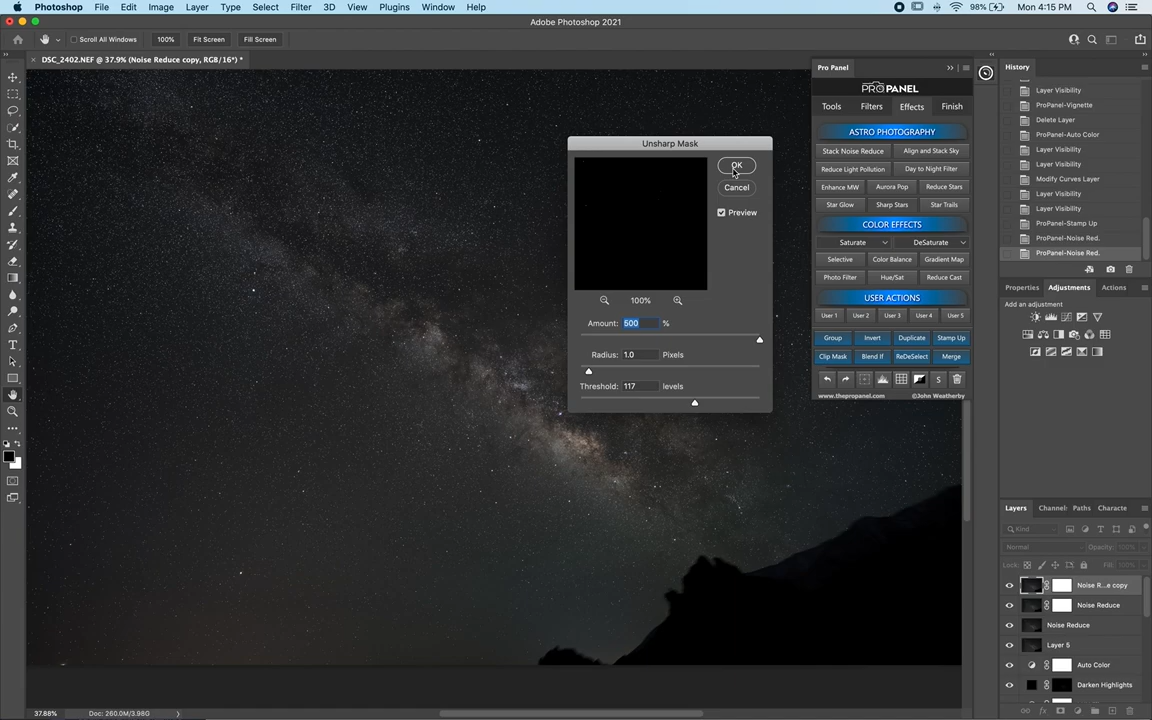 Photoshop File Edit Image Layer Type Select Filter 3D View Plugins Window Help 98% Mon 4:15 PM
Adobe Photoshop 2021
Scroll All Windows 100% Fit Screen Fill Screen
× DSC_2402.NEF @ 37.9% (Noise Reduce copy, RGB/16*) *
Unsharp Mask
OK
Cancel
Preview
100%
Amount: 500 %
Radius: 1.0 Pixels
Threshold: 117 levels
Pro Panel
PROPANEL
Tools Filters Effects Finish
ASTRO PHOTOGRAPHY
Stack Noise Reduce Align and Stack Sky
Reduce Light Pollution Day to Night Filter
Enhance MW Aurora Pop Reduce Stars
Star Glow Sharp Stars Star Trails
COLOR EFFECTS
Saturate DeSaturate
Selective Color Balance Gradient Map
Photo Filter Hue/Sat Reduce Cast
USER ACTIONS
User 1 User 2 User 3 User 4 User 5
Group Invert Duplicate Stamp Up
Clip Mask Blend If ReDeSelect Merge
S
www.thepropanel.com ©John Weatherby
History
Layer Visibility
ProPanel-Vignette
Delete Layer
ProPanel-Auto Color
Layer Visibility
Layer Visibility
Modify Curves Layer
Layer Visibility
Layer Visibility
ProPanel-Stamp Up
ProPanel-Noise Red.
ProPanel-Noise Red.
Properties Adjustments Actions
Add an adjustment
Layers Channel Paths Characte
Kind
Normal Opacity: 100%
Lock: Fill: 100%
Noise R...e copy
Noise Reduce
Noise Reduce
Layer 5
Auto Color
Darken Highlights
37.88% Doc: 260.0M/3.98G